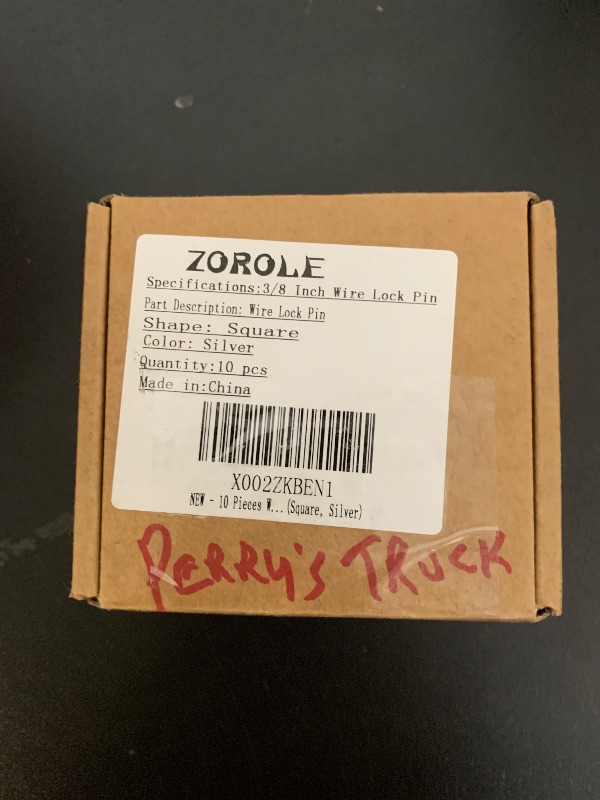 ZOROLE
Specifications:3/8 Inch Wire Lock Pin
Part Description: Wire Lock Pin
Shape: Square
Color: Silver
Quantity:10 pcs
Made in:China
X002ZKBEN1
NEW - 10 Pieces W...(Square, Silver)
PERRY'S TRUCK